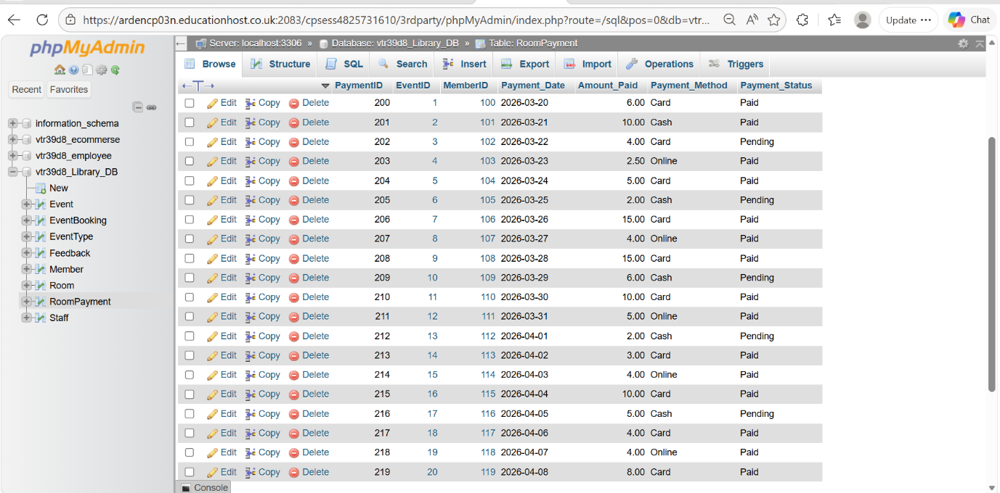 https://ardencp03n.educationhost.co.uk:2083/cpsess4825731610/3rdparty/phpMyAdmin/index.php?route=/sql&pos=0&db=vtr... Update ··· Chat
phpMyAdmin
Recent Favorites
information_schema
vtr39d8_ecommerse
vtr39d8_employee
vtr39d8_Library_DB
New
Event
EventBooking
EventType
Feedback
Member
Room
RoomPayment
Staff
Server: localhost:3306 » Database: vtr39d8_Library_DB » Table: RoomPayment
Browse Structure SQL Search Insert Export Import Operations Triggers
←T→ PaymentID EventID MemberID Payment_Date Amount_Paid Payment_Method Payment_Status
Edit Copy Delete 200 1 100 2026-03-20 6.00 Card Paid
Edit Copy Delete 201 2 101 2026-03-21 10.00 Cash Paid
Edit Copy Delete 202 3 102 2026-03-22 4.00 Card Pending
Edit Copy Delete 203 4 103 2026-03-23 2.50 Online Paid
Edit Copy Delete 204 5 104 2026-03-24 5.00 Card Paid
Edit Copy Delete 205 6 105 2026-03-25 2.00 Cash Pending
Edit Copy Delete 206 7 106 2026-03-26 15.00 Card Paid
Edit Copy Delete 207 8 107 2026-03-27 4.00 Online Paid
Edit Copy Delete 208 9 108 2026-03-28 15.00 Card Paid
Edit Copy Delete 209 10 109 2026-03-29 6.00 Cash Pending
Edit Copy Delete 210 11 110 2026-03-30 10.00 Card Paid
Edit Copy Delete 211 12 111 2026-03-31 5.00 Online Paid
Edit Copy Delete 212 13 112 2026-04-01 2.00 Cash Pending
Edit Copy Delete 213 14 113 2026-04-02 3.00 Card Paid
Edit Copy Delete 214 15 114 2026-04-03 4.00 Online Paid
Edit Copy Delete 215 16 115 2026-04-04 10.00 Card Paid
Edit Copy Delete 216 17 116 2026-04-05 5.00 Cash Pending
Edit Copy Delete 217 18 117 2026-04-06 4.00 Card Paid
Edit Copy Delete 218 19 118 2026-04-07 4.00 Online Paid
Edit Copy Delete 219 20 119 2026-04-08 8.00 Card Paid
Console